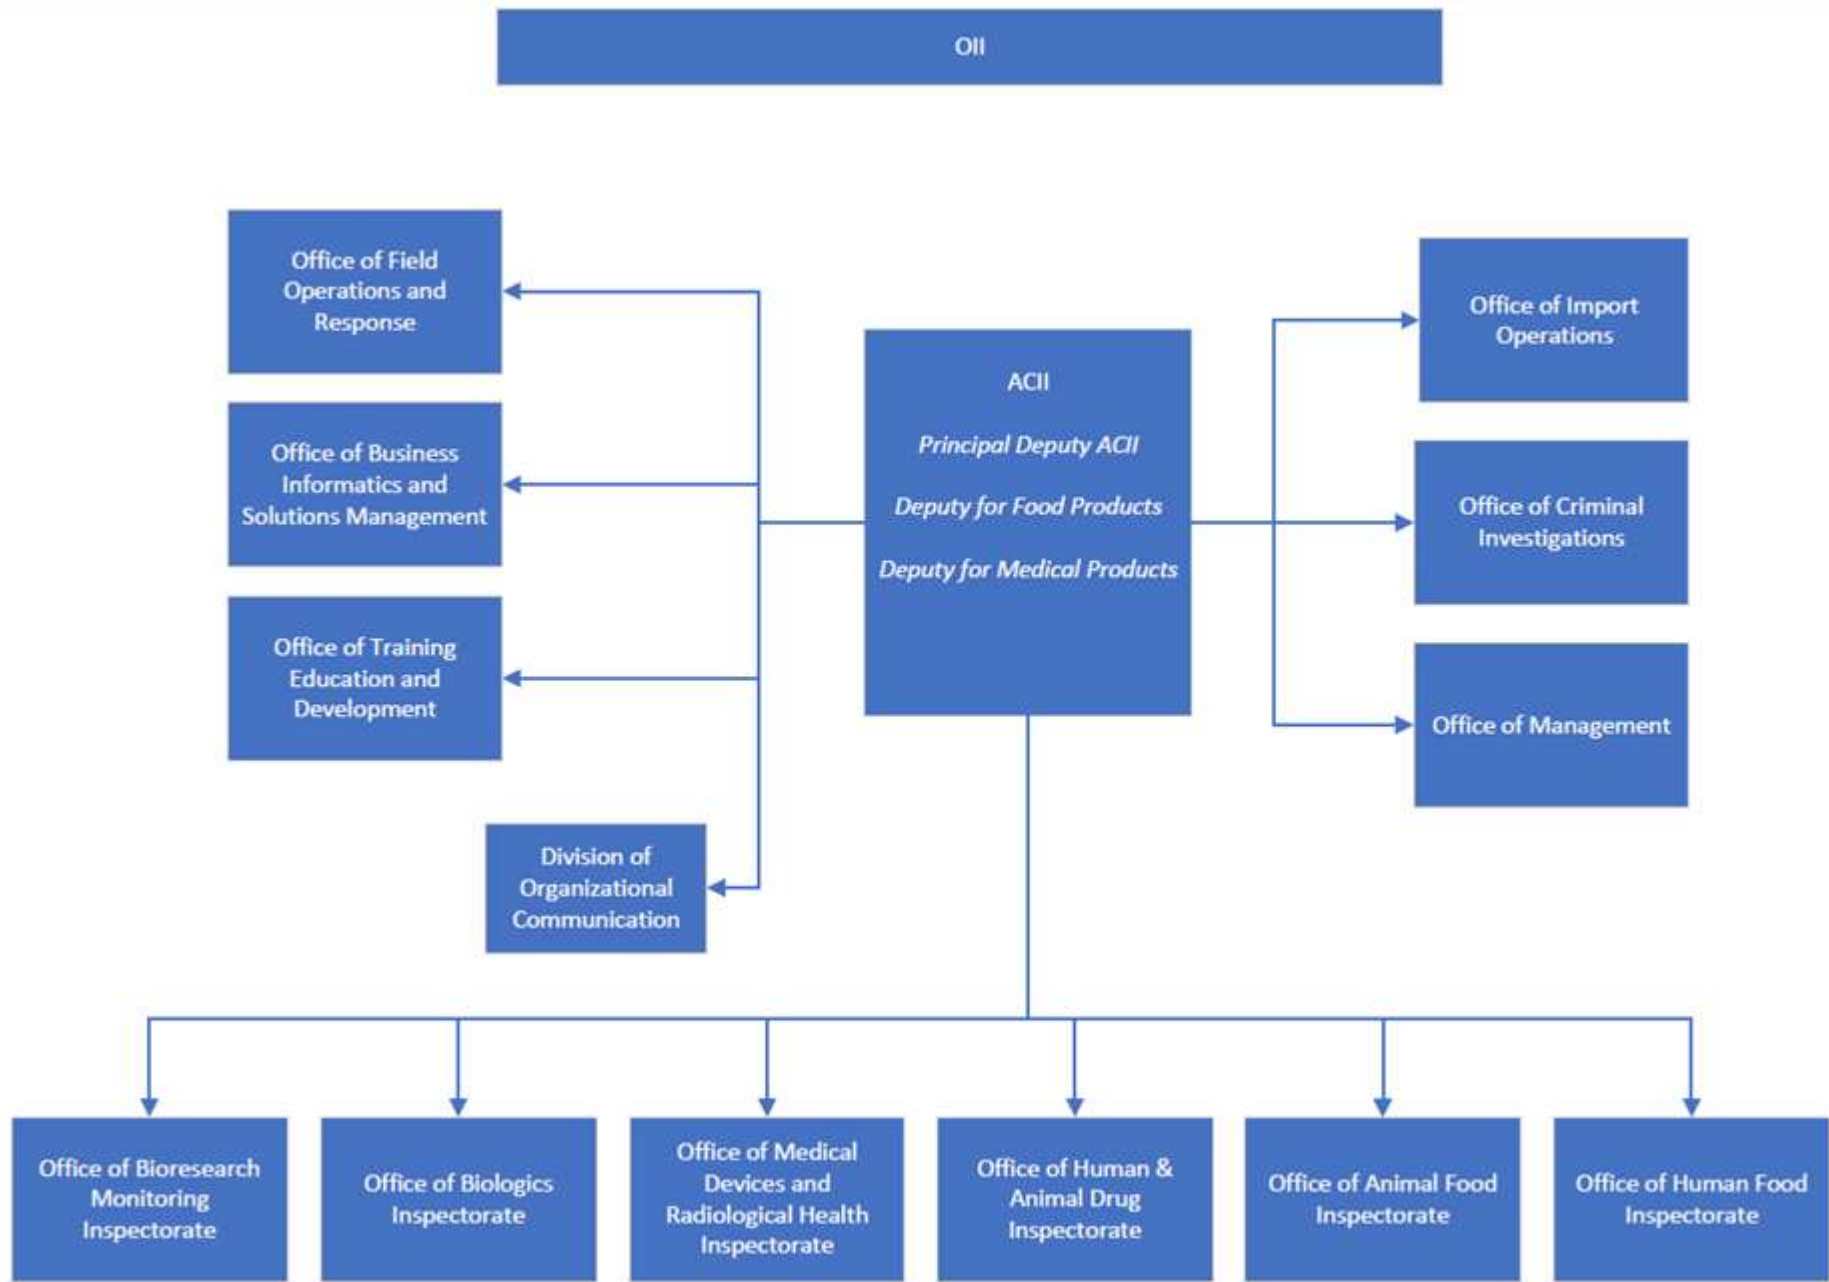 OII
Office of Field
Operations and
Response
Office of Business
Informatics and
Solutions Management
Office of Training
Education and
Development
Division of
Organizational
Communication
ACII
Principal Deputy ACII
Deputy for Food Products
Deputy for Medical Products
Office of Import
Operations
Office of Criminal
Investigations
Office of Management
Office of Bioresearch
Monitoring
Inspectorate
Office of Biologics
Inspectorate
Office of Medical
Devices and
Radiological Health
Inspectorate
Office of Human &
Animal Drug
Inspectorate
Office of Animal Food
Inspectorate
Office of Human Food
Inspectorate